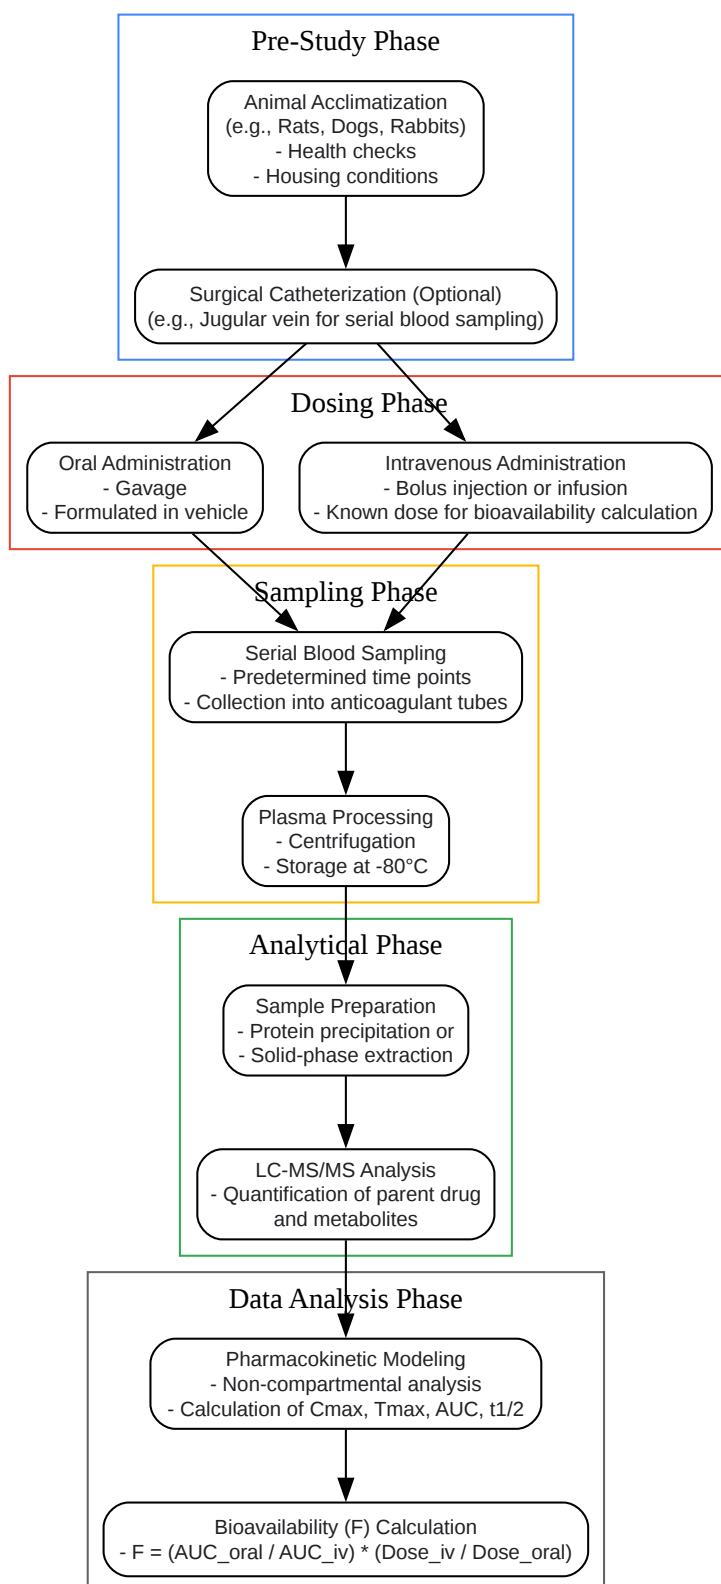 Pre-Study Phase
Animal Acclimatization
(e.g., Rats, Dogs, Rabbits)
- Health checks
- Housing conditions
Surgical Catheterization (Optional)
(e.g., Jugular vein for serial blood sampling)
Dosing Phase
Oral Administration
- Gavage
- Formulated in vehicle
Intravenous Administration
- Bolus injection or infusion
- Known dose for bioavailability calculation
Sampling Phase
Serial Blood Sampling
- Predetermined time points
- Collection into anticoagulant tubes
Plasma Processing
- Centrifugation
- Storage at -80°C
Analytical Phase
Sample Preparation
- Protein precipitation or
- Solid-phase extraction
LC-MS/MS Analysis
- Quantification of parent drug
and metabolites
Data Analysis Phase
Pharmacokinetic Modeling
- Non-compartmental analysis
- Calculation of Cmax, Tmax, AUC, t1/2
Bioavailability (F) Calculation
- F = (AUC_oral / AUC_iv) * (Dose_iv / Dose_oral)